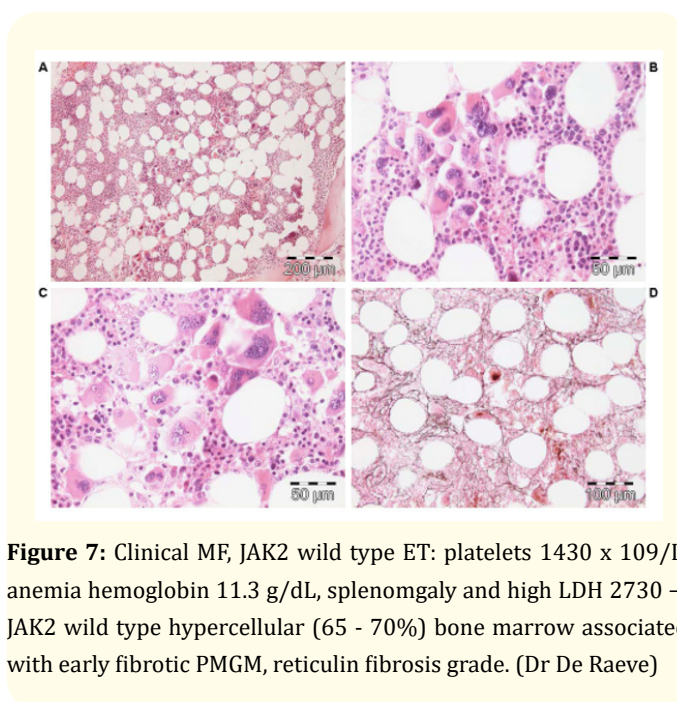 A
B
200 µm
50 µm
C
D
50 µm
100 µm
Figure 7: Clinical MF, JAK2 wild type ET: platelets 1430 x 109/L
anemia hemoglobin 11.3 g/dL, splenomgaly and high LDH 2730 –
JAK2 wild type hypercellular (65 - 70%) bone marrow associated
with early fibrotic PMGM, reticulin fibrosis grade. (Dr De Raeve)